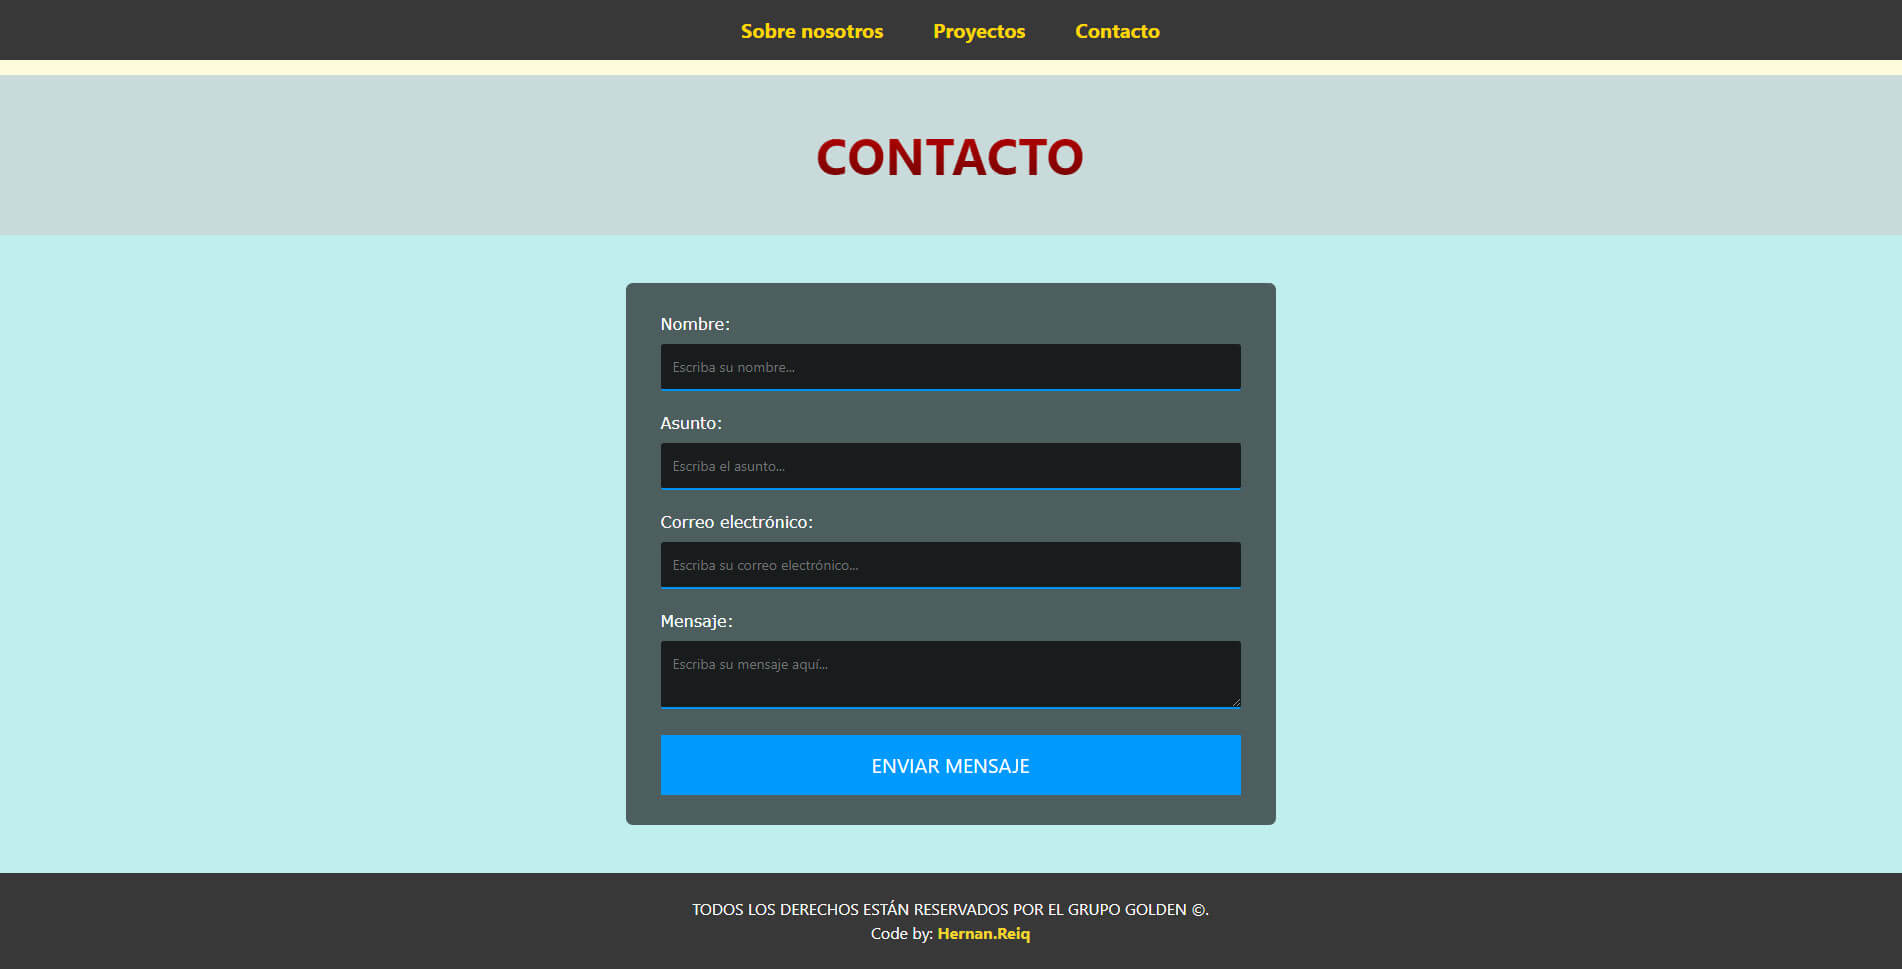 Sobre nosotros Proyectos Contacto
CONTACTO
Nombre:
Escriba su nombre...
Asunto:
Escriba el asunto...
Correo electrónico:
Escriba su correo electrónico...
Mensaje:
Escriba su mensaje aquí...
ENVIAR MENSAJE
TODOS LOS DERECHOS ESTÁN RESERVADOS POR EL GRUPO GOLDEN ©.
Code by: Hernan.Reiq